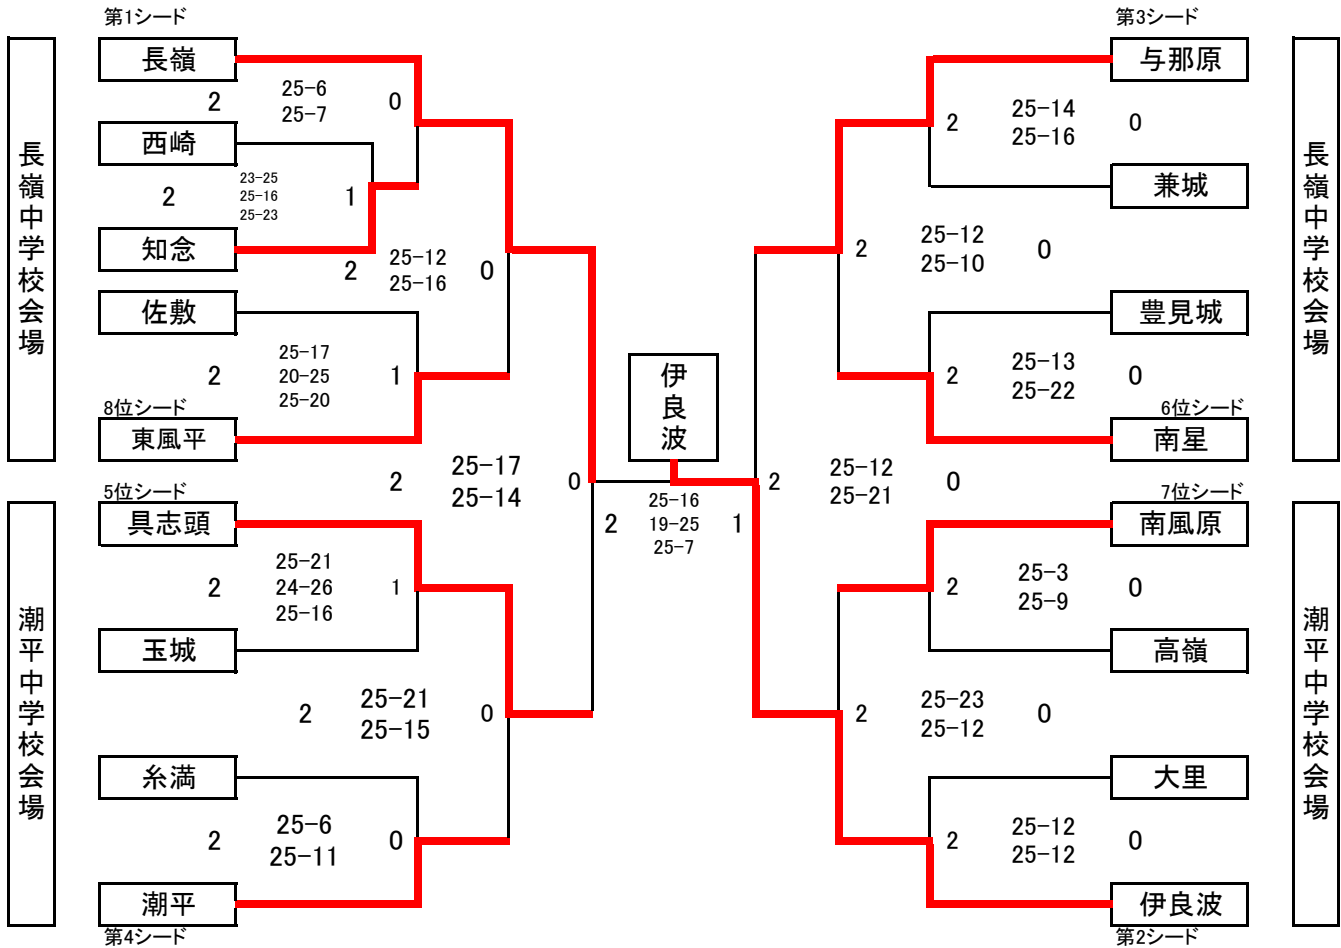 第1シード
長嶺中学校会場
長嶺
2
25-6
25-7
0
西崎
2
23-25
25-16
25-23
1
知念
2
25-12
25-16
0
佐敷
2
25-17
20-25
25-20
1
8位シード
東風平
2
25-17
25-14
0
5位シード
潮平中学校会場
具志頭
2
25-21
24-26
25-16
1
玉城
2
25-21
25-15
0
糸満
2
25-6
25-11
0
潮平
第4シード
伊良波
2
25-16
19-25
25-7
1
第3シード
長嶺中学校会場
与那原
2
25-14
25-16
0
兼城
2
25-12
25-10
0
豊見城
2
25-13
25-22
0
6位シード
南星
2
25-12
25-21
0
7位シード
潮平中学校会場
南風原
2
25-3
25-9
0
高嶺
2
25-23
25-12
0
大里
2
25-12
25-12
0
伊良波
第2シード